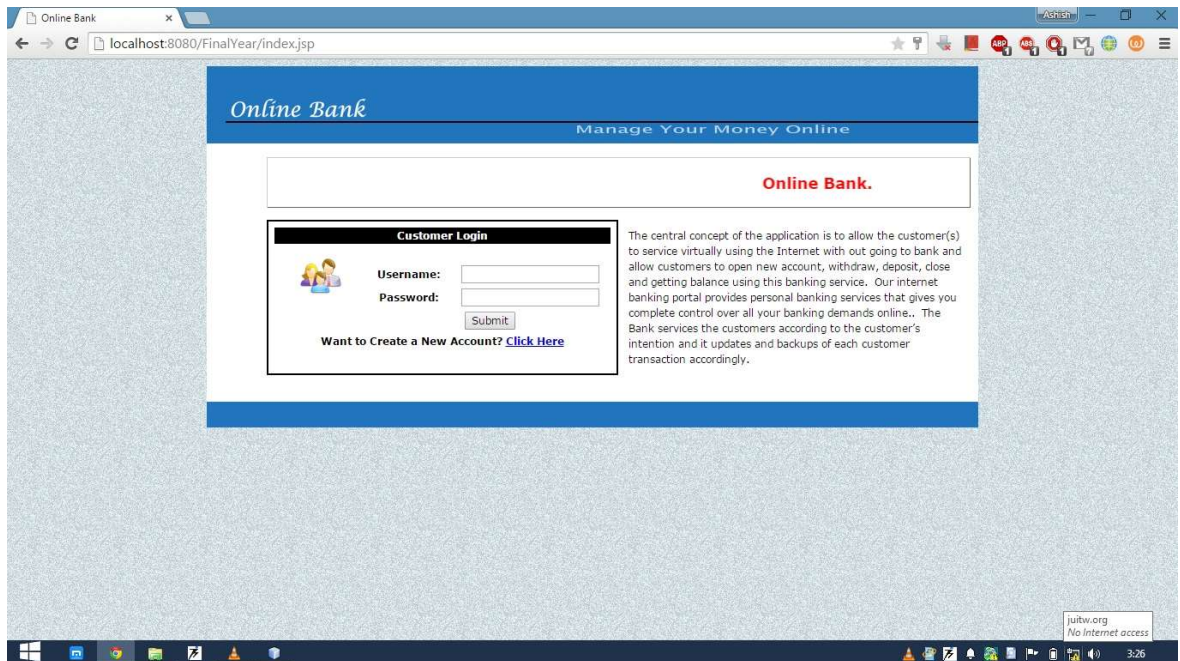 Online Bank
Ashish
localhost:8080/FinalYear/index.jsp
Online Bank
Manage Your Money Online
Online Bank.
Customer Login
Username:
Password:
Submit
Want to Create a New Account? Click Here
The central concept of the application is to allow the customer(s)
to service virtually using the Internet with out going to bank and
allow customers to open new account, withdraw, deposit, close
and getting balance using this banking service. Our internet
banking portal provides personal banking services that gives you
complete control over all your banking demands online.. The
Bank services the customers according to the customer's
intention and it updates and backups of each customer
transaction accordingly.
juitw.org
No Internet access
3:26